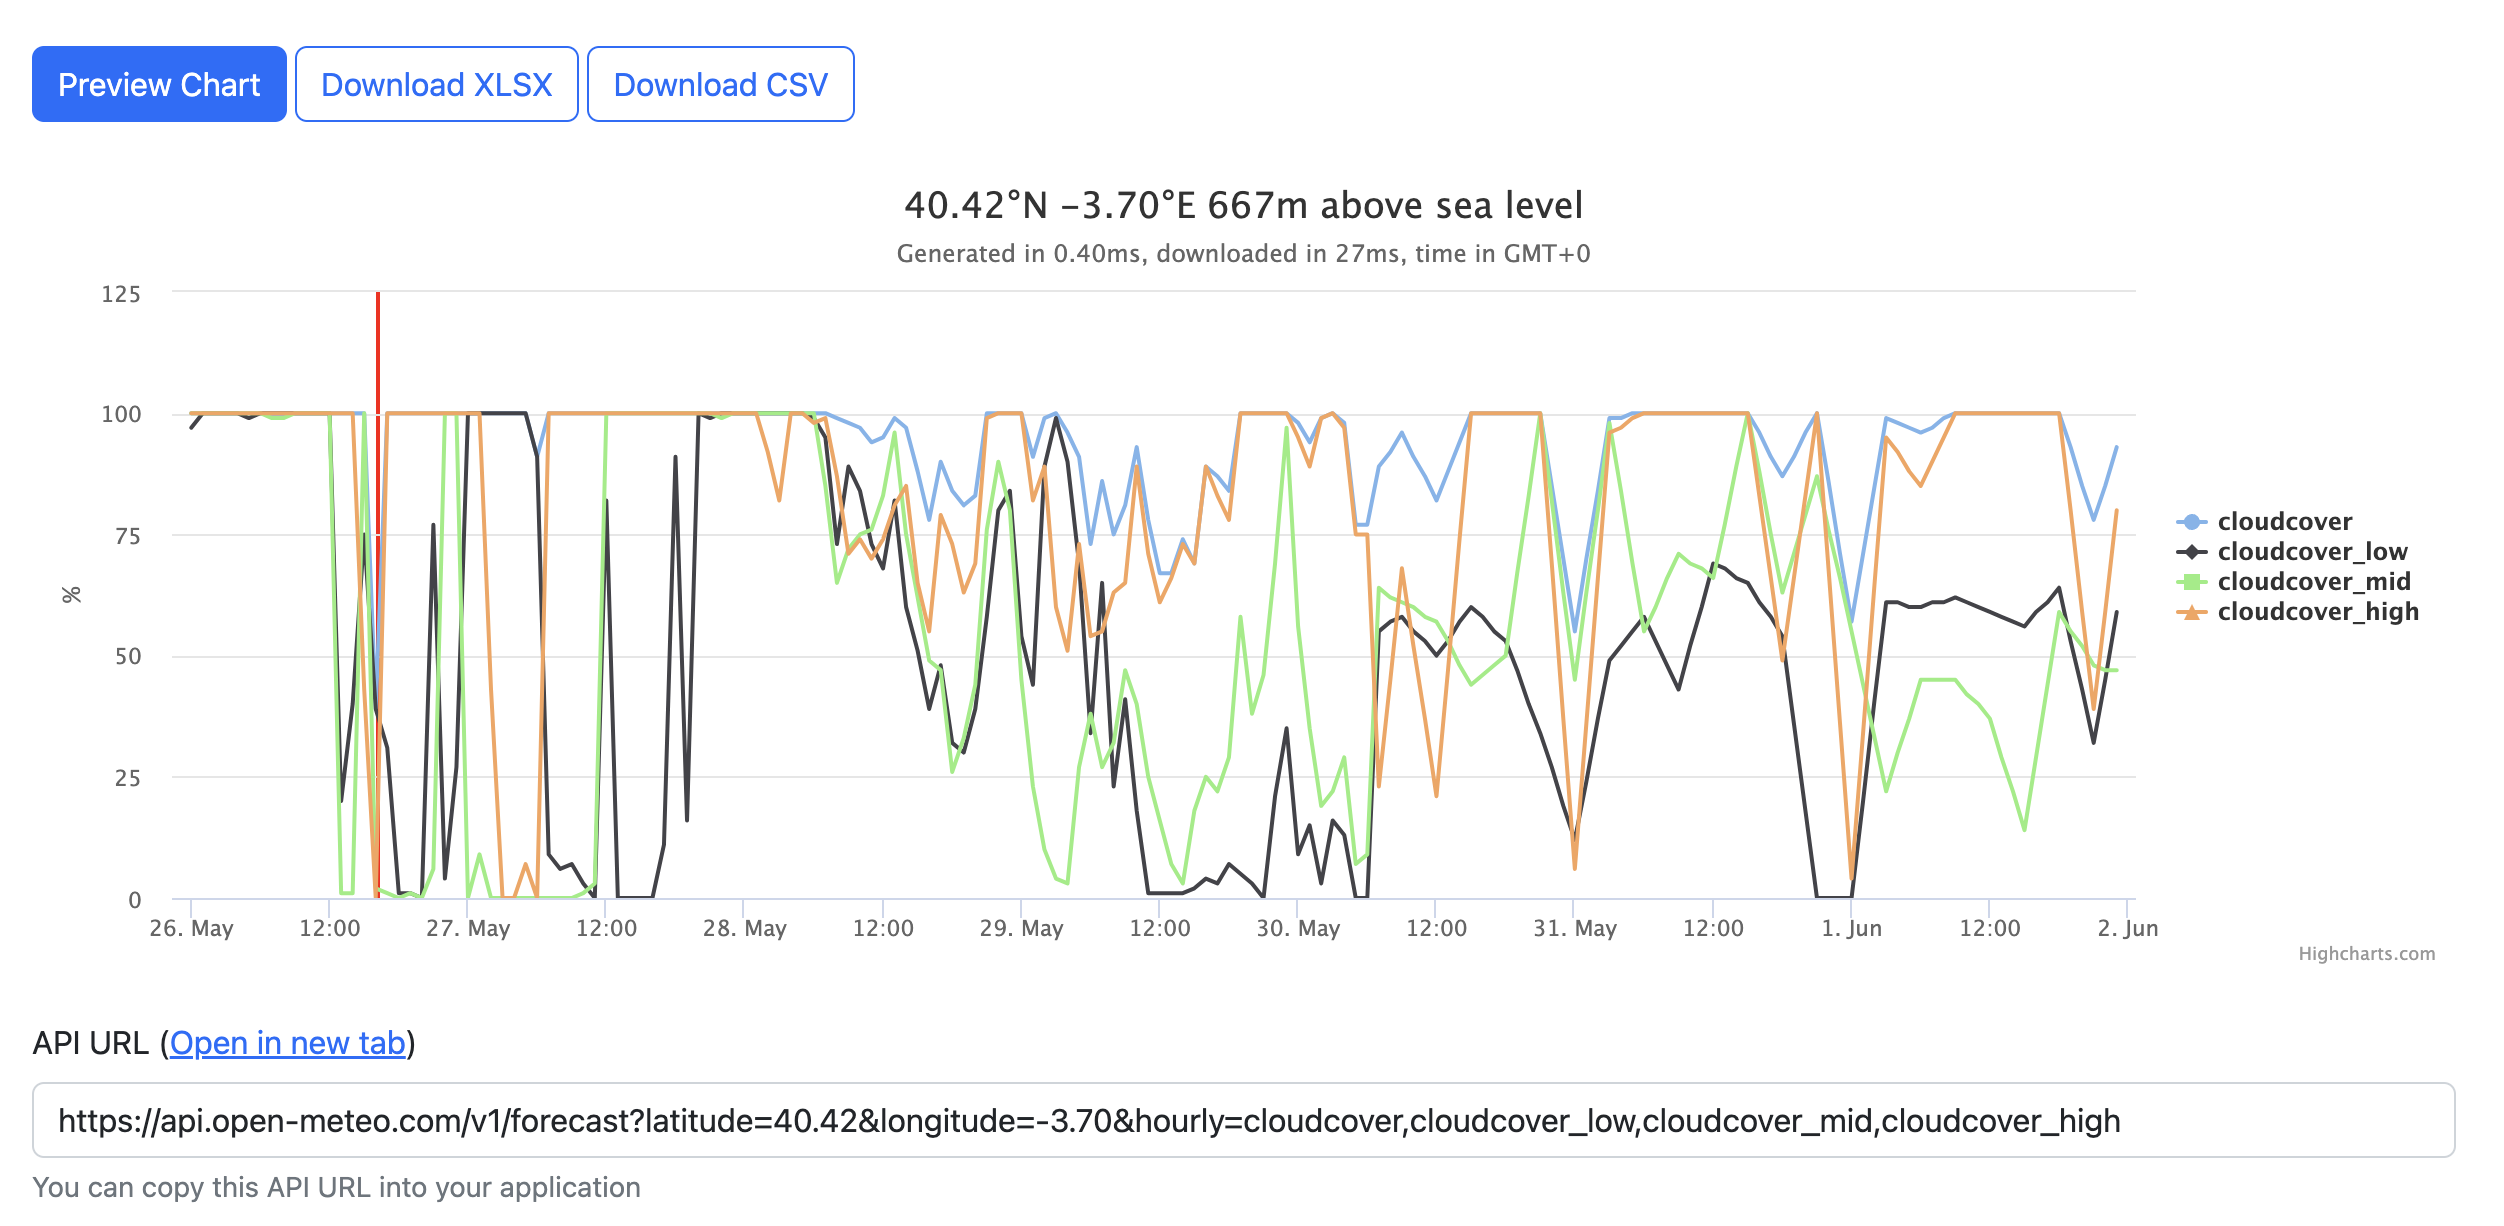 Preview Chart Download XLSX Download CSV
40.42°N −3.70°E 667m above sea level
Generated in 0.40ms, downloaded in 27ms, time in GMT+0
125
100
75
50
25
0
%
26. May 12:00 27. May 12:00 28. May 12:00 29. May 12:00 30. May 12:00 31. May 12:00 1. Jun 12:00 2. Jun
cloudcover
cloudcover_low
cloudcover_mid
cloudcover_high
Highcharts.com
API URL (Open in new tab)
https://api.open-meteo.com/v1/forecast?latitude=40.42&longitude=-3.70&hourly=cloudcover,cloudcover_low,cloudcover_mid,cloudcover_high
You can copy this API URL into your application